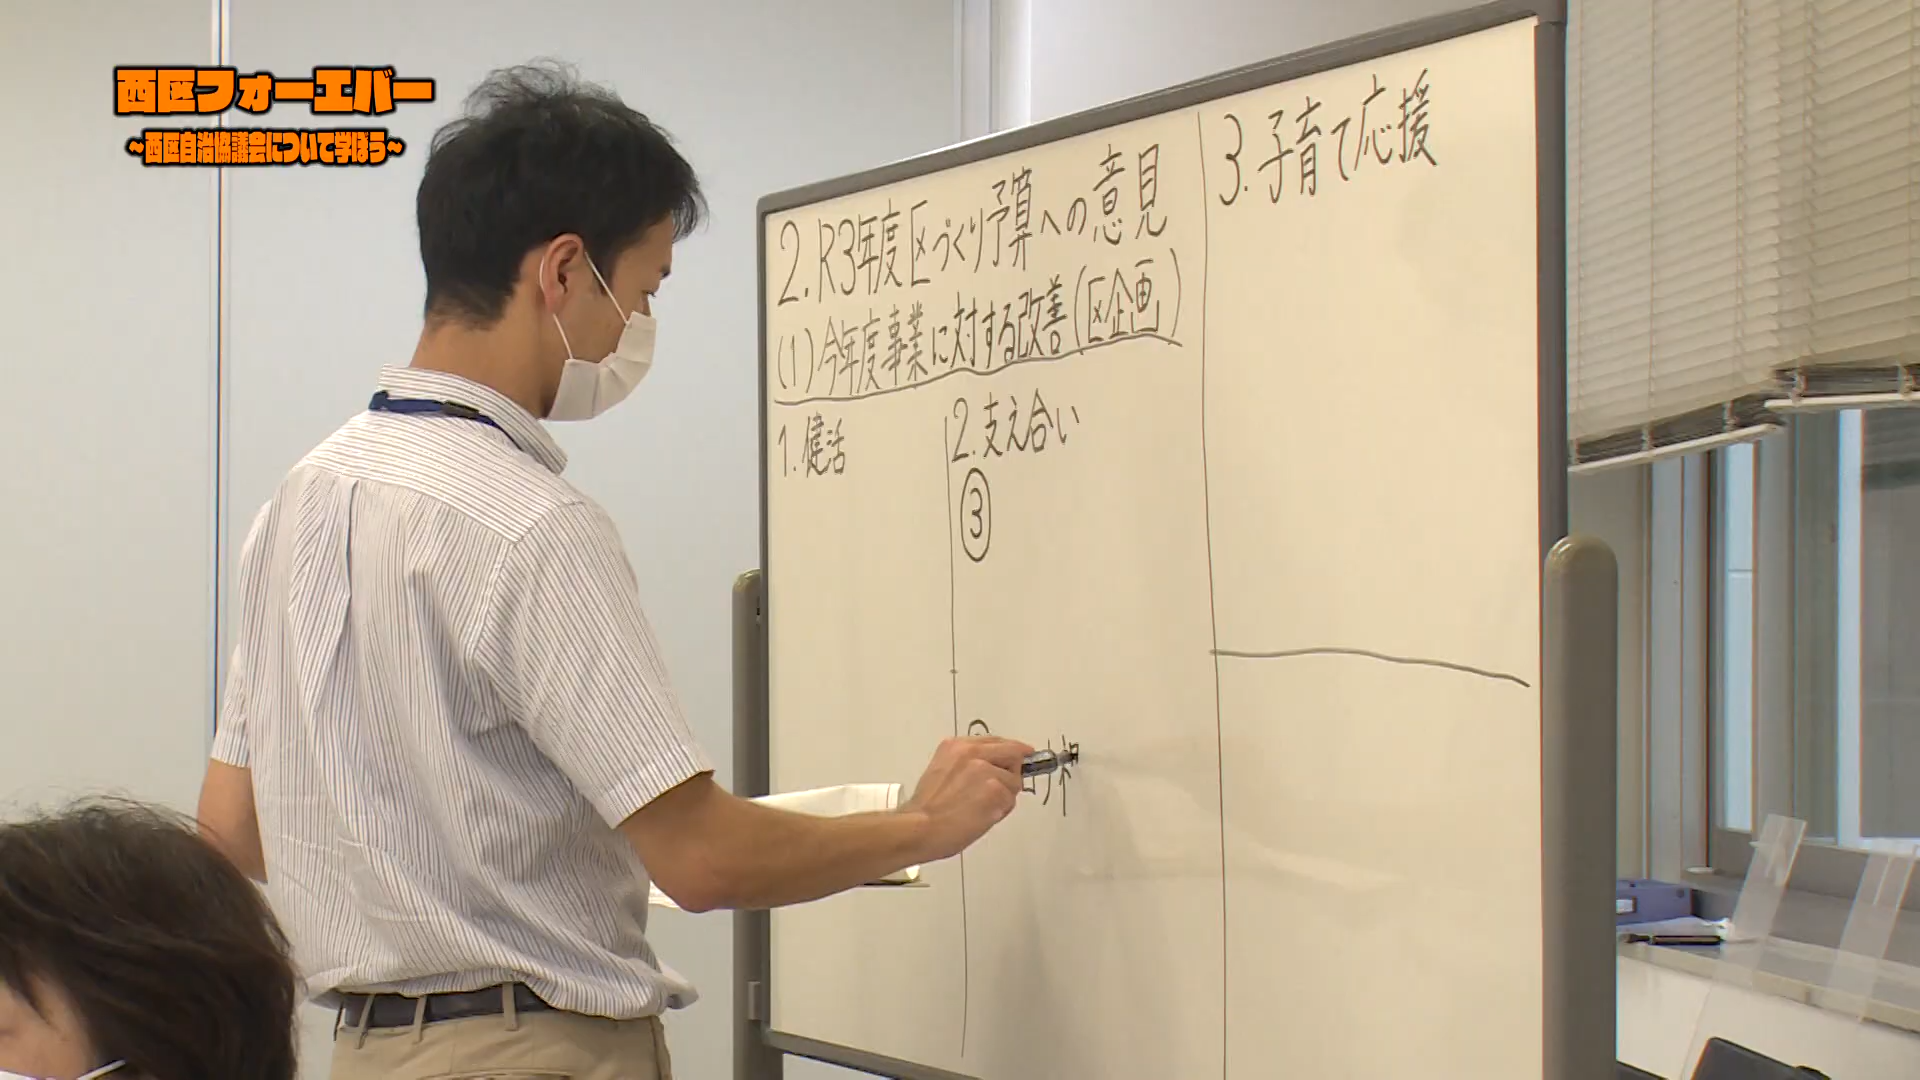 西区フォーエバー
~西区自治協議会について学ぼう~
2. R3年度区づくり予算への意見
(1)今年度事業に対する改善(区企画)
1. 健活
2. 支え合い
③
3. 子育て応援